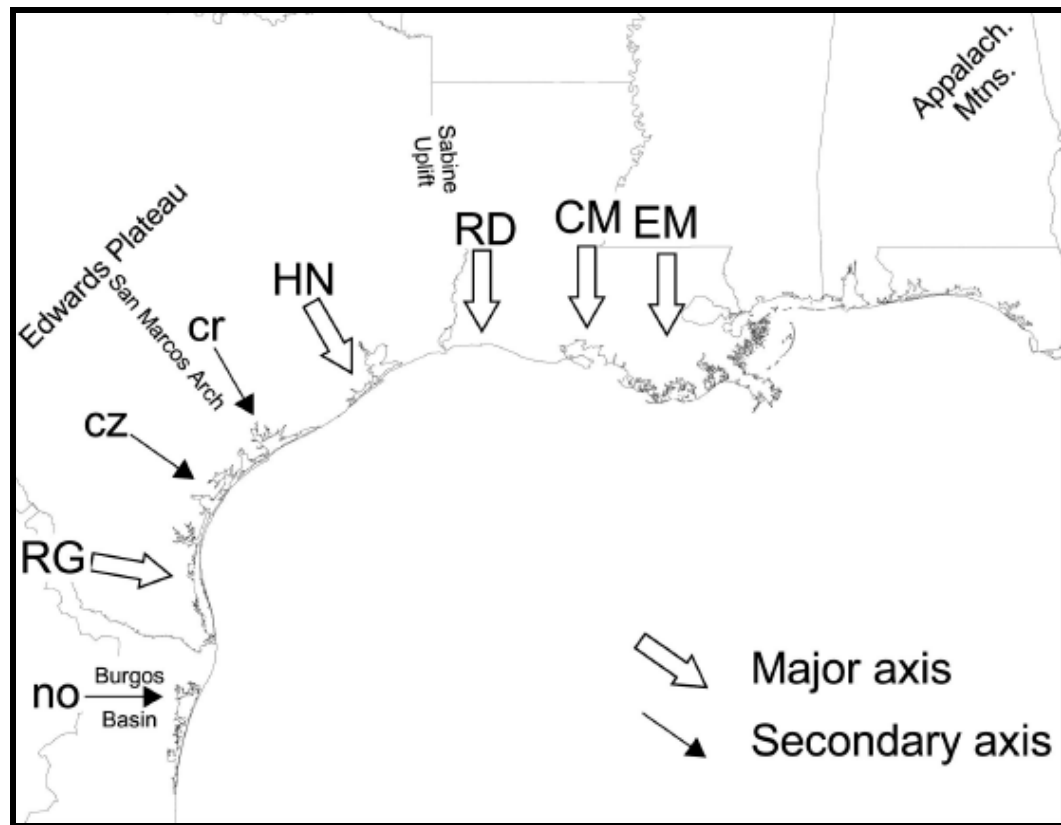 Appalach.
Mtns.
Sabine
Uplift
Edwards Plateau
San Marcos Arch
CM
EM
RD
HN
cr
cz
RG
no
Burgos
Basin
Major axis
Secondary axis